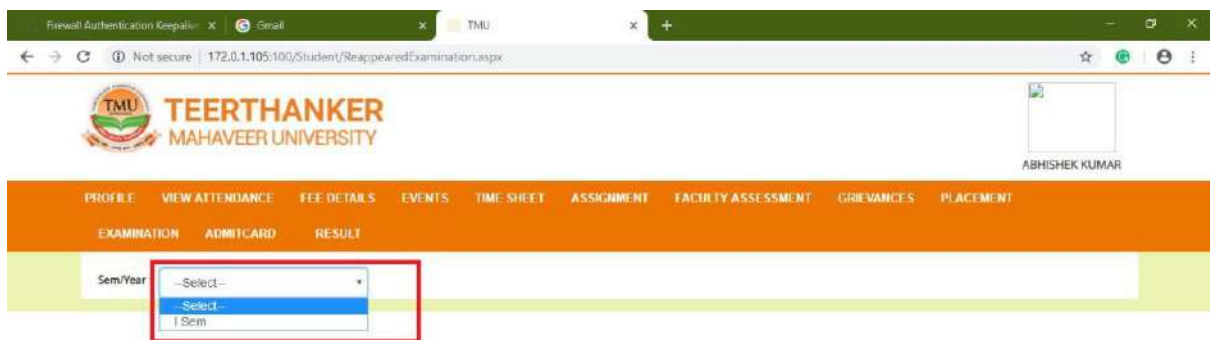 Firewall Authentication Keepaliv Gmail TMU
Not secure 172.0.1.105:100/Student/ReappearedExamination.aspx
TMU
TEERTHANKER
MAHAVEER UNIVERSITY
ABHISHEK KUMAR
PROFILE VIEW ATTENDANCE FEE DETAILS EVENTS TIME SHEET ASSIGNMENT FACULTY ASSESSMENT GRIEVANCES PLACEMENT
EXAMINATION ADMITCARD RESULT
Sem/Year --Select--
--Select--
I Sem